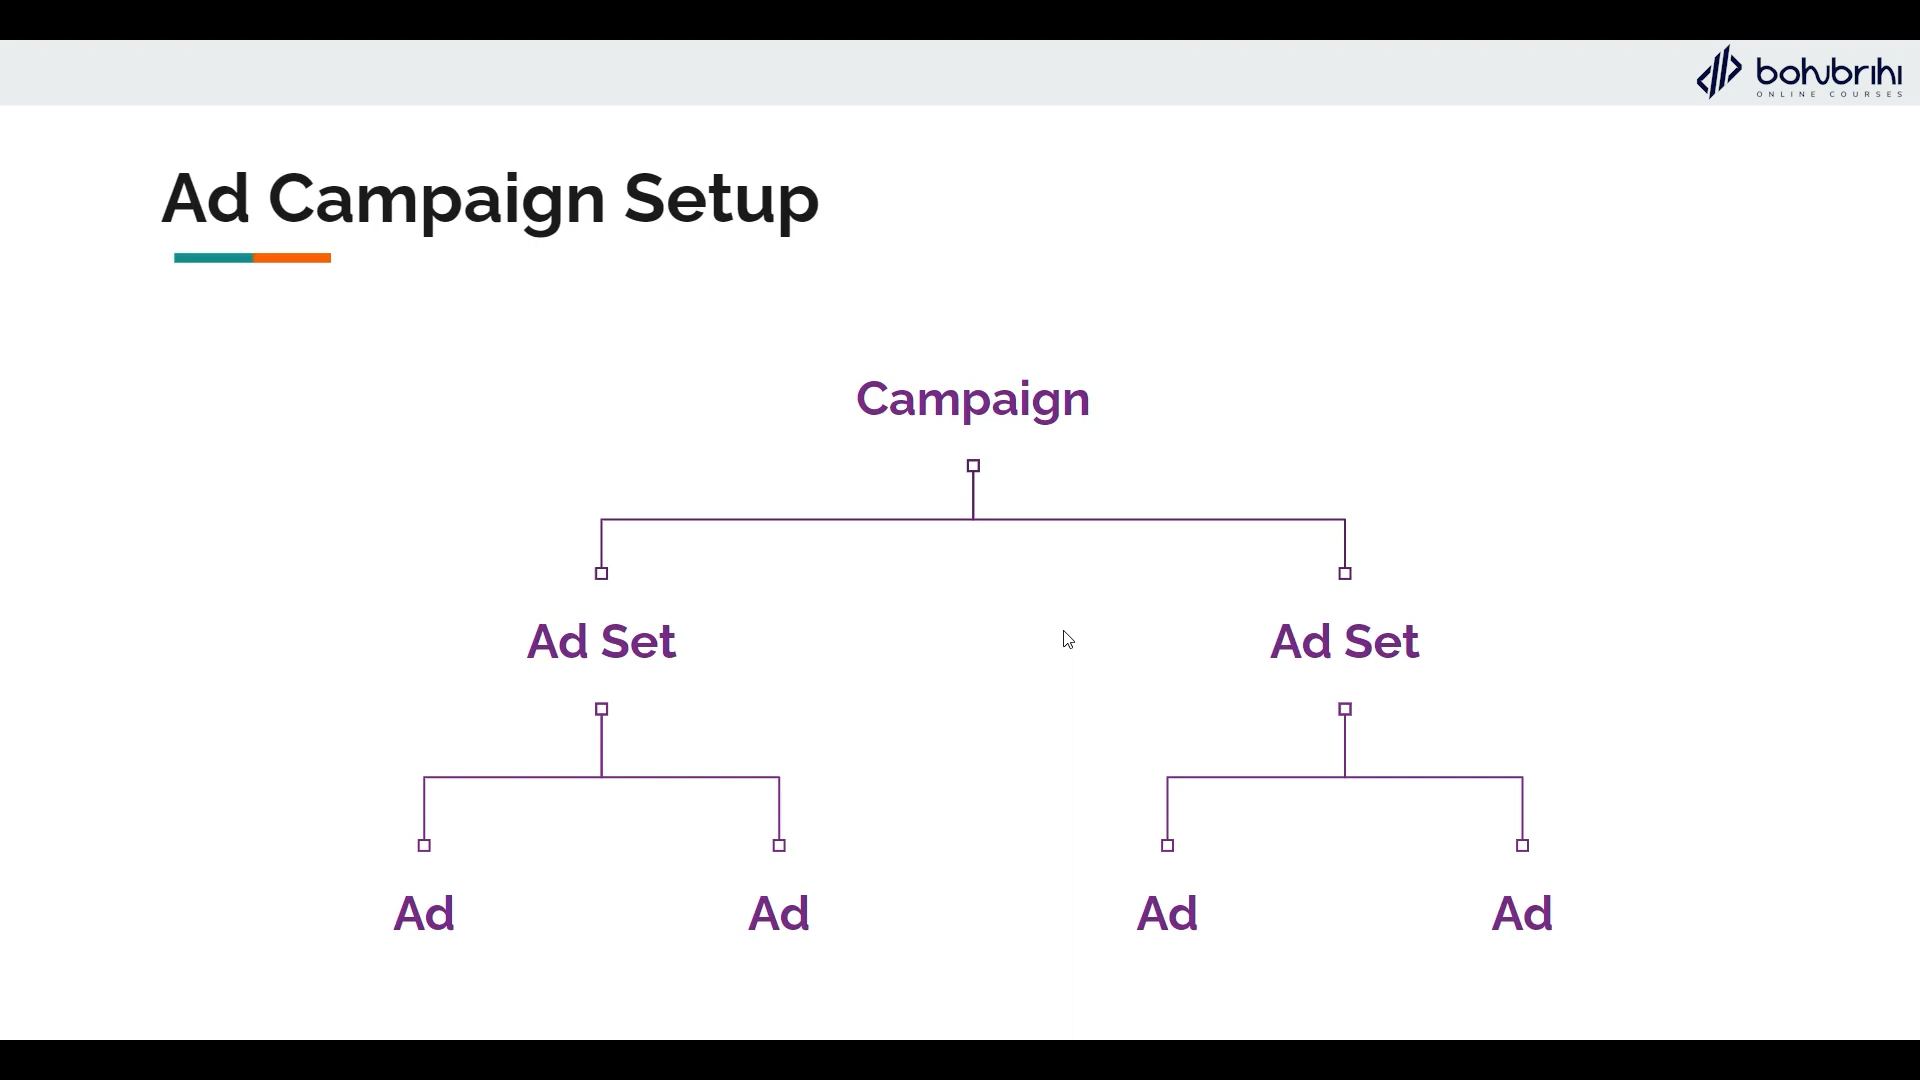 bohubrihi
ONLINE COURSES
Ad Campaign Setup
Campaign
Ad Set
Ad Set
Ad
Ad
Ad
Ad